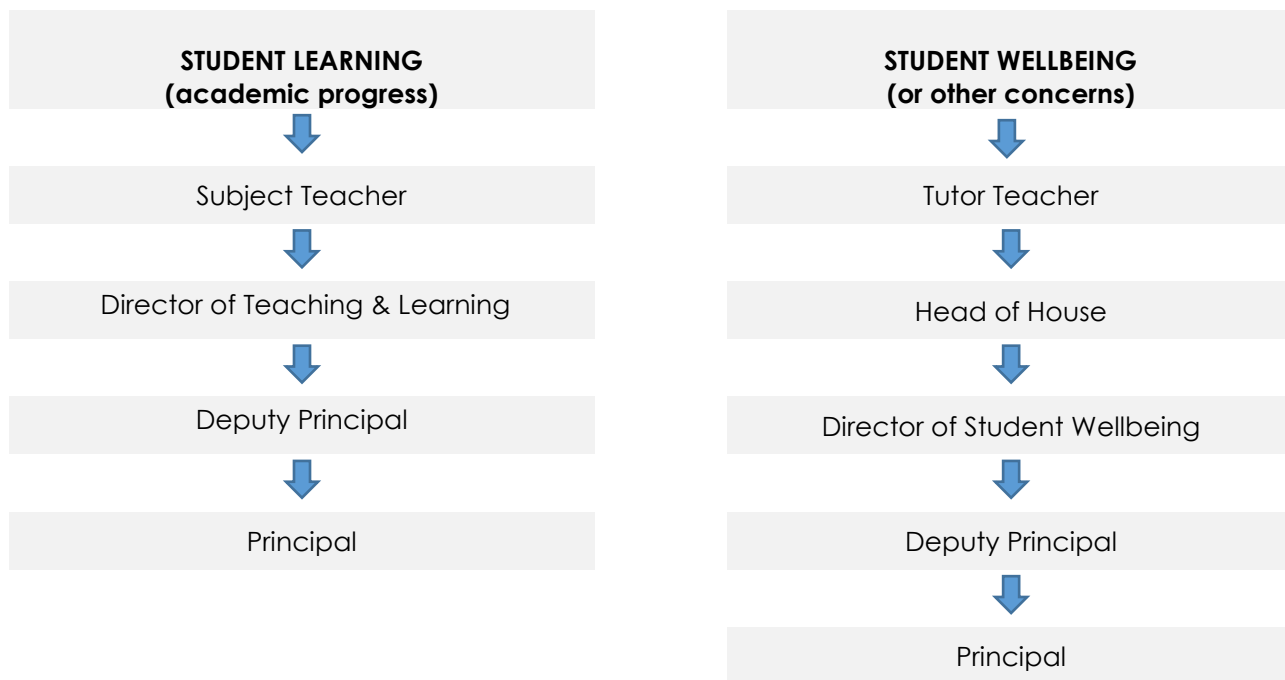 STUDENT LEARNING
(academic progress)
Subject Teacher
Director of Teaching & Learning
Deputy Principal
Principal
STUDENT WELLBEING
(or other concerns)
Tutor Teacher
Head of House
Director of Student Wellbeing
Deputy Principal
Principal